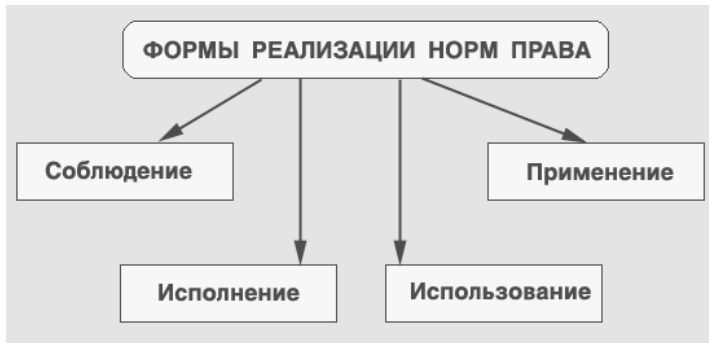 ФОРМЫ РЕАЛИЗАЦИИ НОРМ ПРАВА
Соблюдение
Применение
Исполнение
Использование